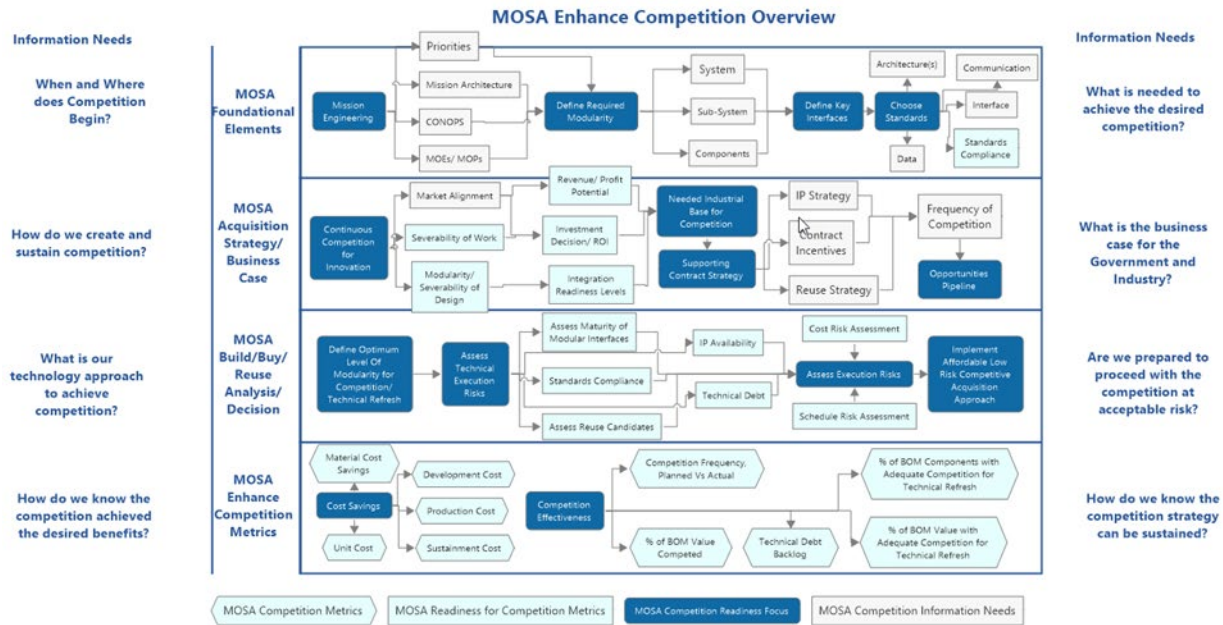 MOSA Enhance Competition Overview
Information Needs
Information Needs
When and Where
does Competition
Begin?
MOSA
Foundational
Elements
Mission
Engineering
Priorities
Mission Architecture
CONOPS
MOEs/ MOPs
Define Required
Modularity
System
Sub-System
Components
Define Key
Interfaces
Choose
Standards
Architecture(s)
Communication
Interface
Standards
Compliance
Data
What is needed to
achieve the desired
competition?
How do we create and
sustain competition?
MOSA
Acquisition
Strategy/
Business
Case
Continuous
Competition
for
Innovation
Market Alignment
Severability of Work
Modularity/
Severability of
Design
Revenue/ Profit
Potential
Investment
Decision/ ROI
Integration
Readiness Levels
Needed Industrial
Base for
Competition
Supporting
Contract Strategy
IP Strategy
Contract
Incentives
Reuse Strategy
Frequency of
Competition
Opportunities
Pipeline
What is the business
case for the
Government and
Industry?
What is our
technology approach
to achieve
competition?
MOSA
Build/Buy/
Reuse
Analysis/
Decision
Define Optimum
Level Of
Modularity for
Competition/
Technical Refresh
Assess
Technical
Execution
Risks
Assess Maturity of
Modular Interfaces
Standards Compliance
Assess Reuse Candidates
IP Availability
Technical Debt
Cost Risk Assessment
Assess Execution Risks
Schedule Risk Assessment
Implement
Affordable Low
Risk Competitive
Acquisition
Approach
Are we prepared to
proceed with the
competition at
acceptable risk?
How do we know the
competition achieved
the desired benefits?
MOSA
Enhance
Competition
Metrics
Material Cost
Savings
Cost Savings
Unit Cost
Development Cost
Production Cost
Sustainment Cost
Competition
Effectiveness
Competition Frequency,
Planned Vs Actual
% of BOM Value
Competed
Technical Debt
Backlog
% of BOM Components with
Adequate Competition for
Technical Refresh
% of BOM Value with
Adequate Competition for
Technical Refresh
How do we know the
competition strategy
can be sustained?
MOSA Competition Metrics
MOSA Readiness for Competition Metrics
MOSA Competition Readiness Focus
MOSA Competition Information Needs